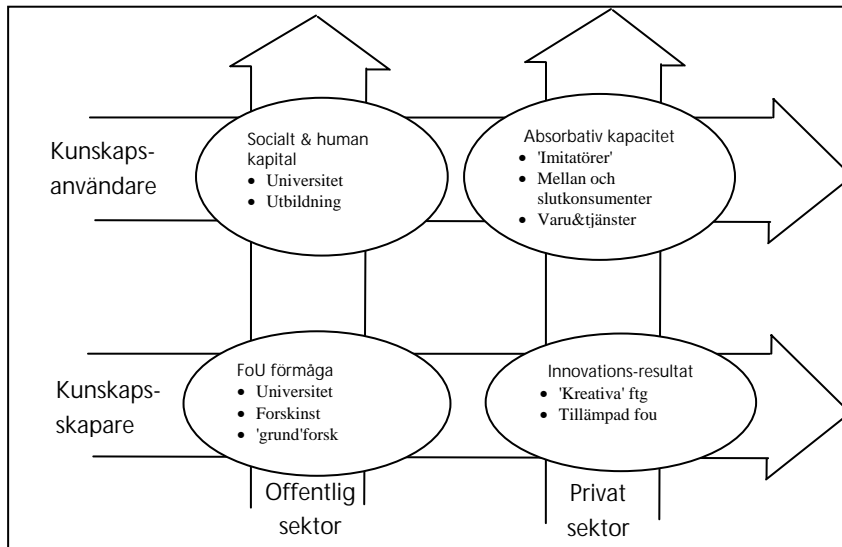 Kunskaps-
användare
Socialt & human
kapital
• Universitet
• Utbildning
Absorbativ kapacitet
• 'Imitatörer'
• Mellan och
slutkonsumenter
• Varu&tjänster
Kunskaps-
skapare
FoU förmåga
• Universitet
• Forskinst
• 'grund'forsk
Innovations-resultat
• 'Kreativa' ftg
• Tillämpad fou
Offentlig
sektor
Privat
sektor